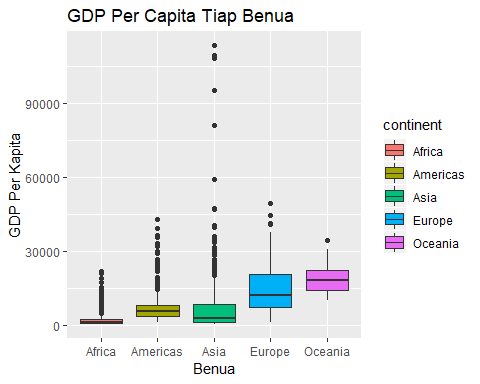 GDP Per Capita Tiap Benua
GDP Per Kapita
90000
60000
30000
0
Africa
Americas
Asia
Europe
Oceania
Benua
continent
Africa
Americas
Asia
Europe
Oceania